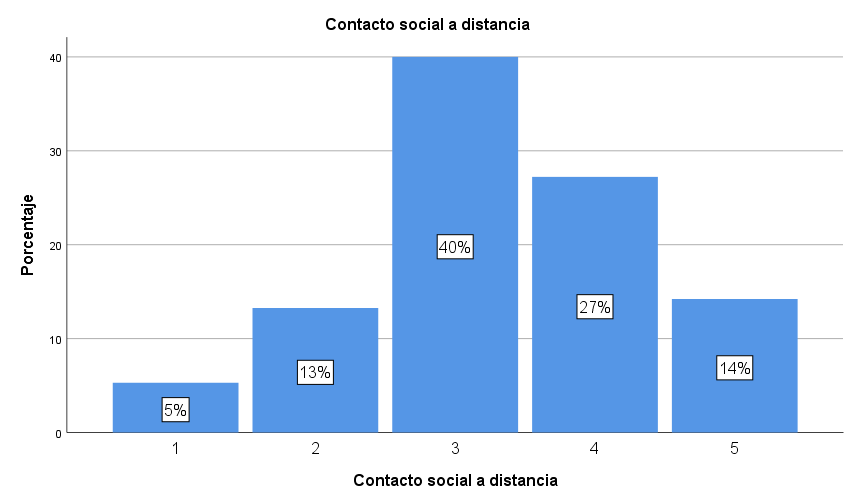 Contacto social a distancia
Porcentaje
40
30
20
10
0
5%
13%
40%
27%
14%
1 2 3 4 5
Contacto social a distancia